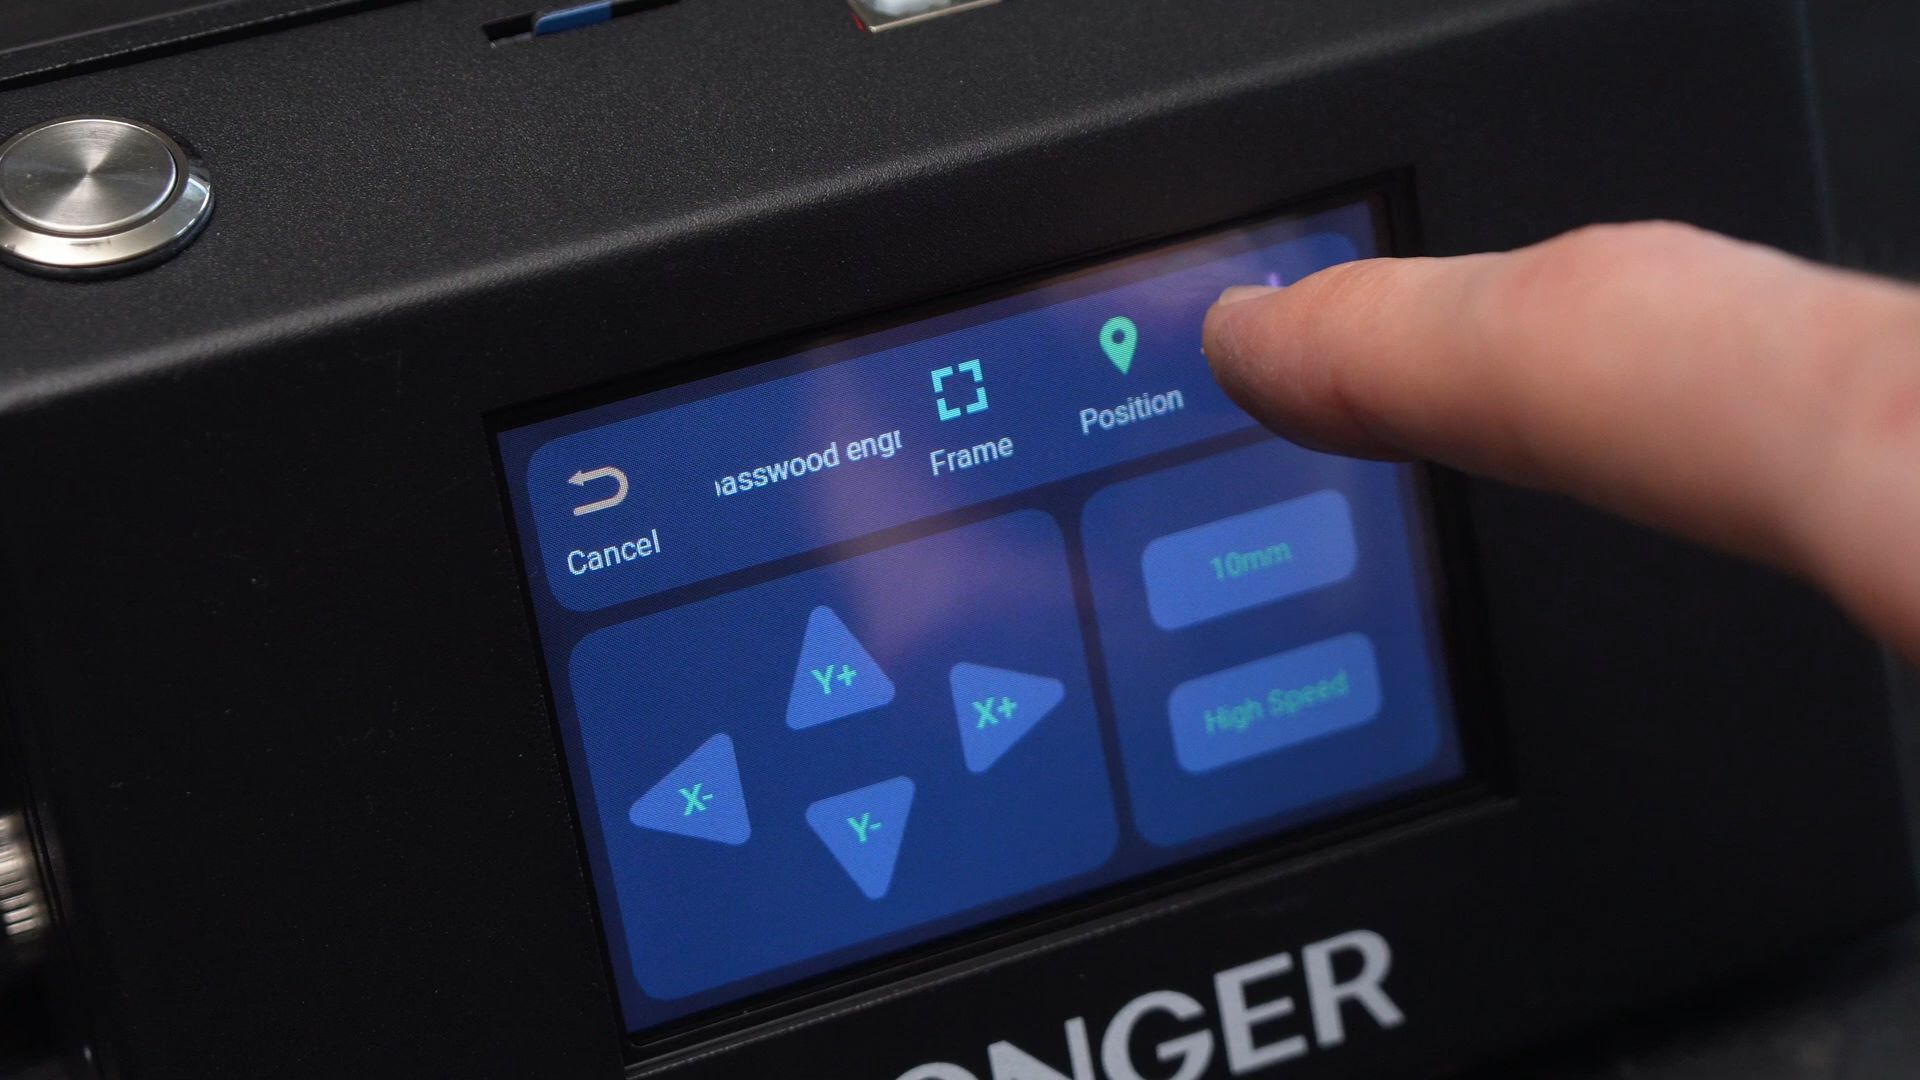 Cancel
asswood engr
Frame
Position
10mm
High Speed
Y+
X+
X-
Y-
ONGER